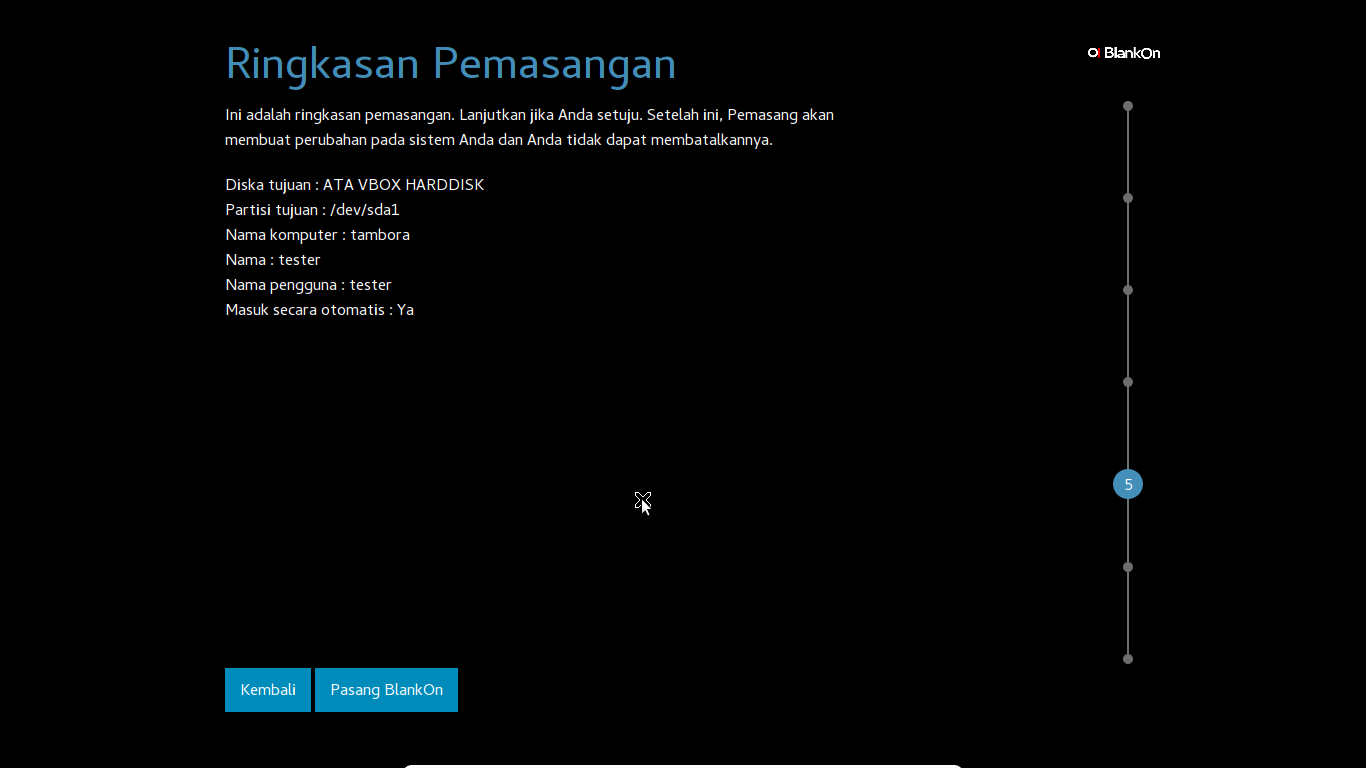 Ringkasan Pemasangan
BlankOn
Ini adalah ringkasan pemasangan. Lanjutkan jika Anda setuju. Setelah ini, Pemasang akan
membuat perubahan pada sistem Anda dan Anda tidak dapat membatalkannya.
Diska tujuan : ATA VBOX HARDDISK
Partisi tujuan : /dev/sda1
Nama komputer : tambora
Nama : tester
Nama pengguna : tester
Masuk secara otomatis : Ya
5
Kembali
Pasang BlankOn